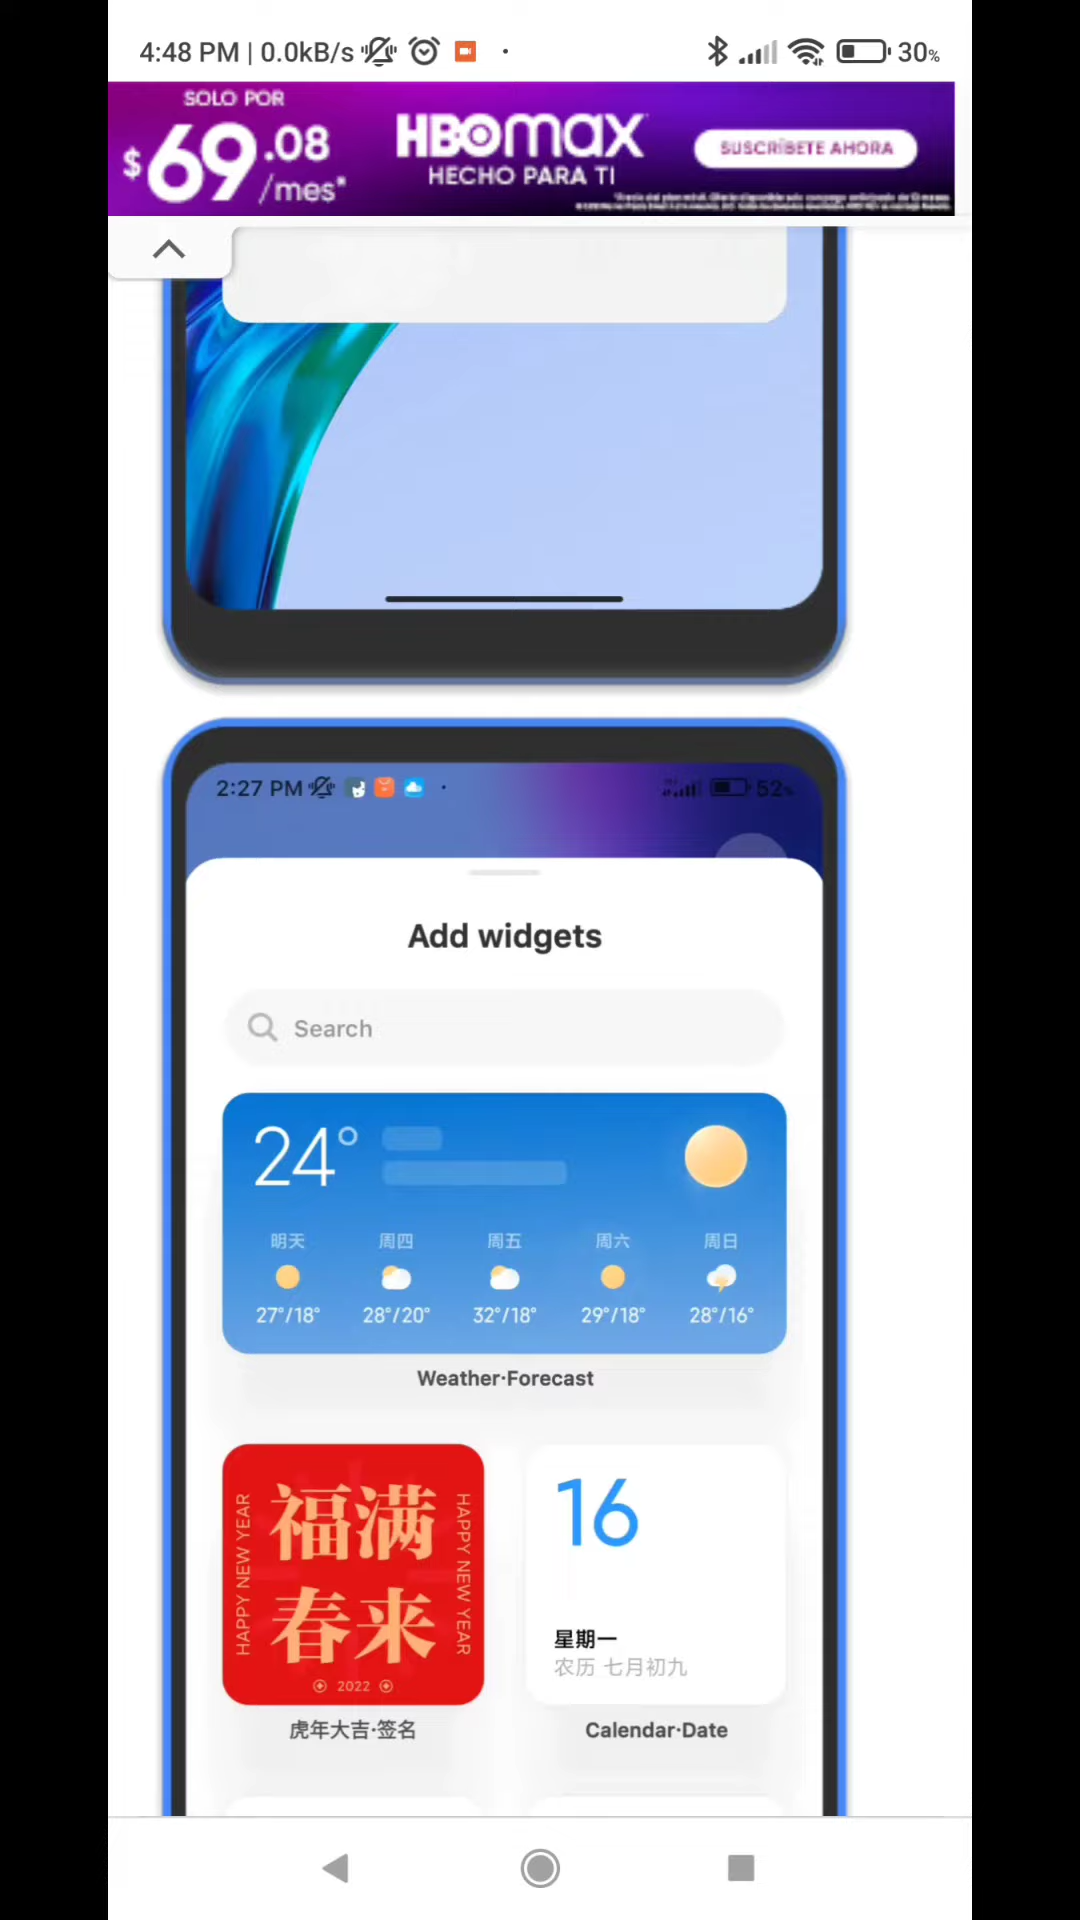 4:48 PM | 0.0kB/s
30%
SOLO POR
$69.08/mes*
HBOmax
HECHO PARA TI
SUSCRÍBETE AHORA
2:27 PM
52%
Add widgets
Search
24°
明天 周四 周五 周六 周日
27°/18° 28°/20° 32°/18° 29°/18° 28°/16°
Weather·Forecast
HAPPY NEW YEAR
福满
春来
HAPPY NEW YEAR
2022
虎年大吉·签名
16
星期一
农历 七月初九
Calendar·Date